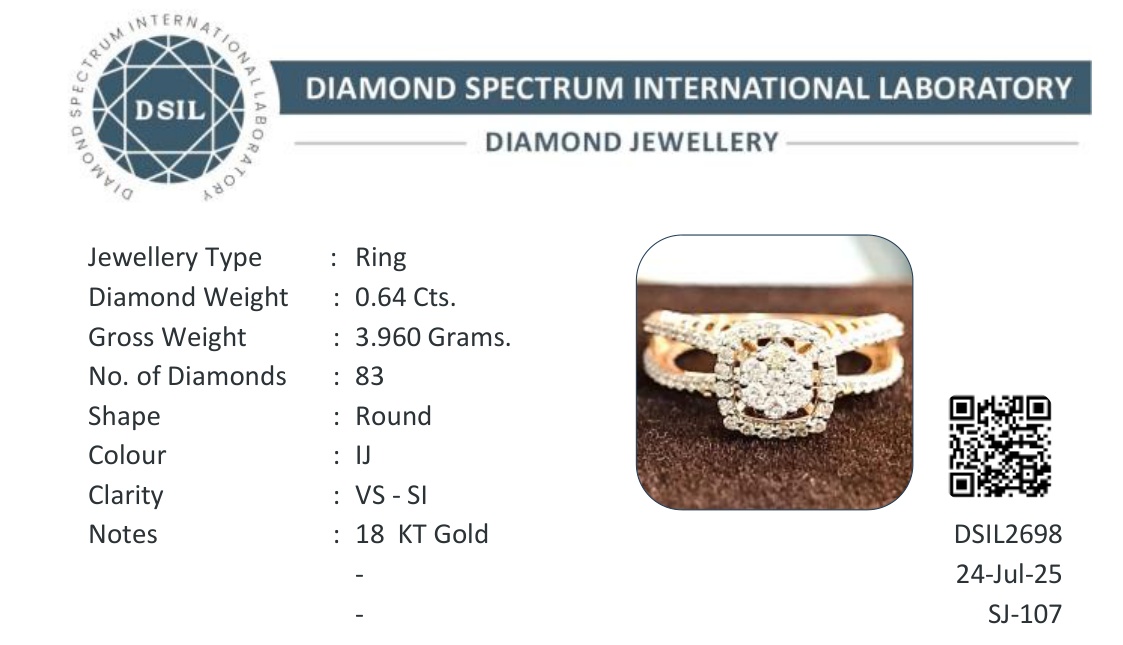 DIAMOND SPECTRUM INTERNATIONAL LABORATORY
DSIL
DIAMOND SPECTRUM INTERNATIONAL LABORATORY
DIAMOND JEWELLERY
Jewellery Type : Ring
Diamond Weight : 0.64 Cts.
Gross Weight : 3.960 Grams.
No. of Diamonds : 83
Shape : Round
Colour : IJ
Clarity : VS - SI
Notes : 18 KT Gold
-
-
DSIL2698
24-Jul-25
SJ-107